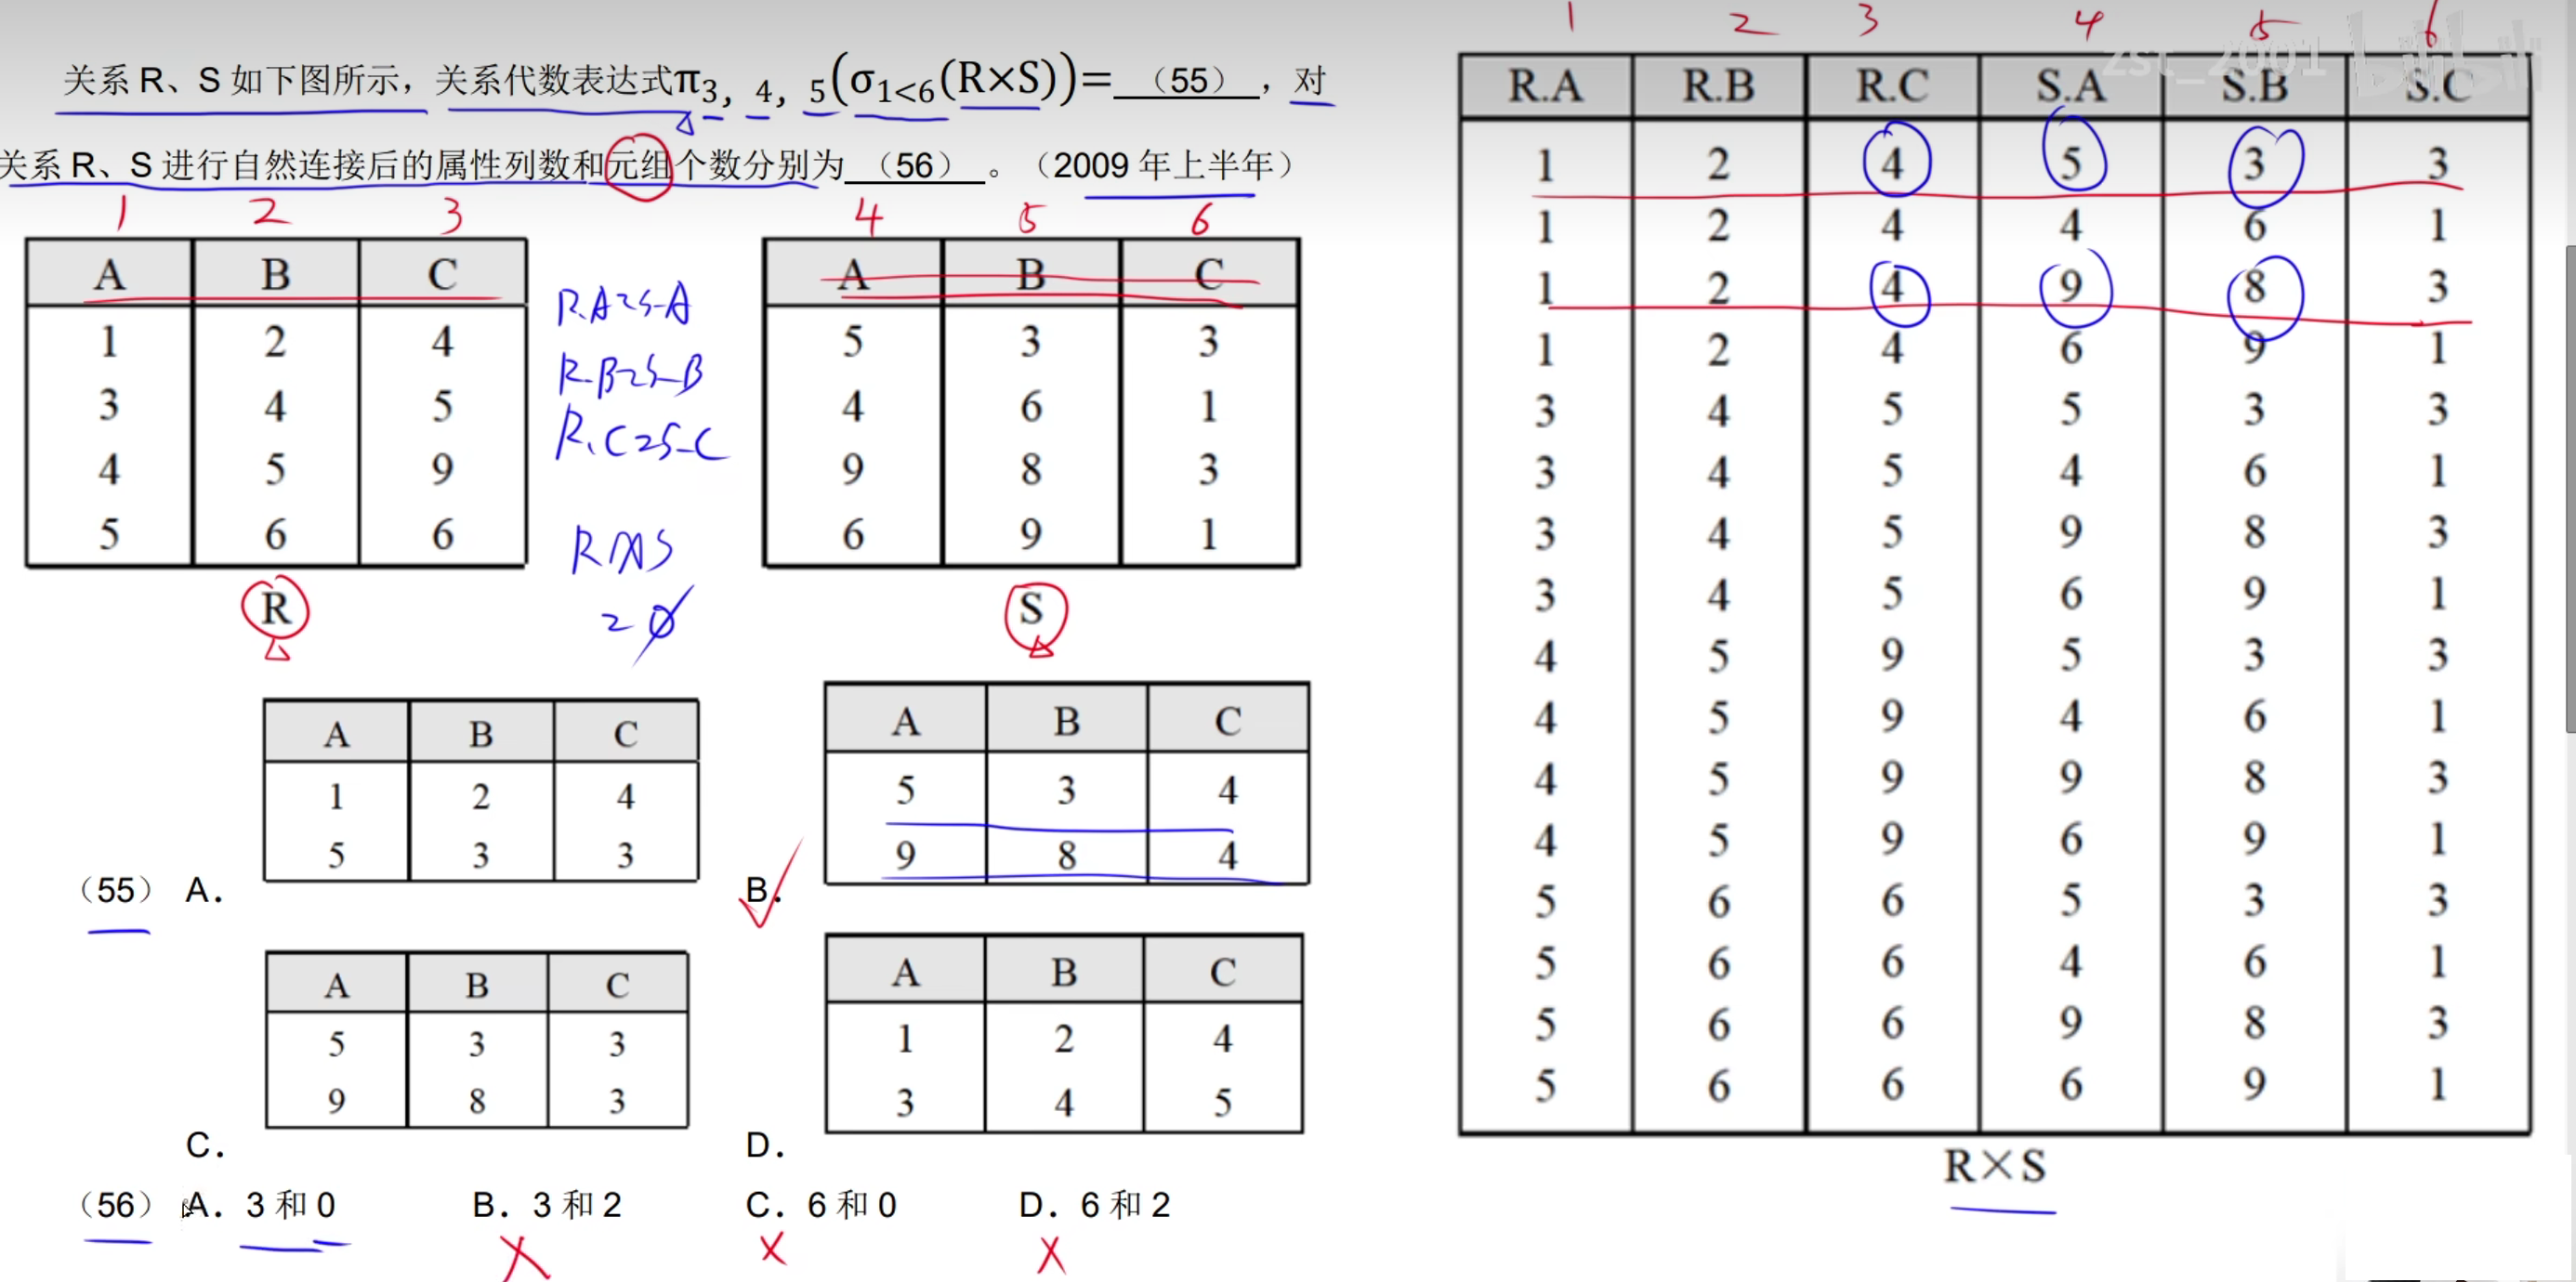 关系 R、S 如下图所示，关系代数表达式π3，4，5(σ1<6(R×S))=（55），对
关系 R、S 进行自然连接后的属性列数和元组个数分别为（56）。（2009 年上半年）
1 2 3
A B C
1 2 4
3 4 5
4 5 9
5 6 6
R
R.A=S.A
R.B=S.B
R.C=S.C
R⋈S
=∅
4 5 6
A B C
5 3 3
4 6 1
9 8 3
6 9 1
S
（55） A.
A B C
1 2 4
5 3 3
B.
A B C
5 3 4
9 8 4
C.
A B C
5 3 3
9 8 3
D.
A B C
1 2 4
3 4 5
（56） A. 3 和 0 B. 3 和 2 C. 6 和 0 D. 6 和 2
1 2 3 4 5 6
zst_2001 bilibili
R.A R.B R.C S.A S.B S.C
1 2 4 5 3 3
1 2 4 4 6 1
1 2 4 9 8 3
1 2 4 6 9 1
3 4 5 5 3 3
3 4 5 4 6 1
3 4 5 9 8 3
3 4 5 6 9 1
4 5 9 5 3 3
4 5 9 4 6 1
4 5 9 9 8 3
4 5 9 6 9 1
5 6 6 5 3 3
5 6 6 4 6 1
5 6 6 9 8 3
5 6 6 6 9 1
R×S